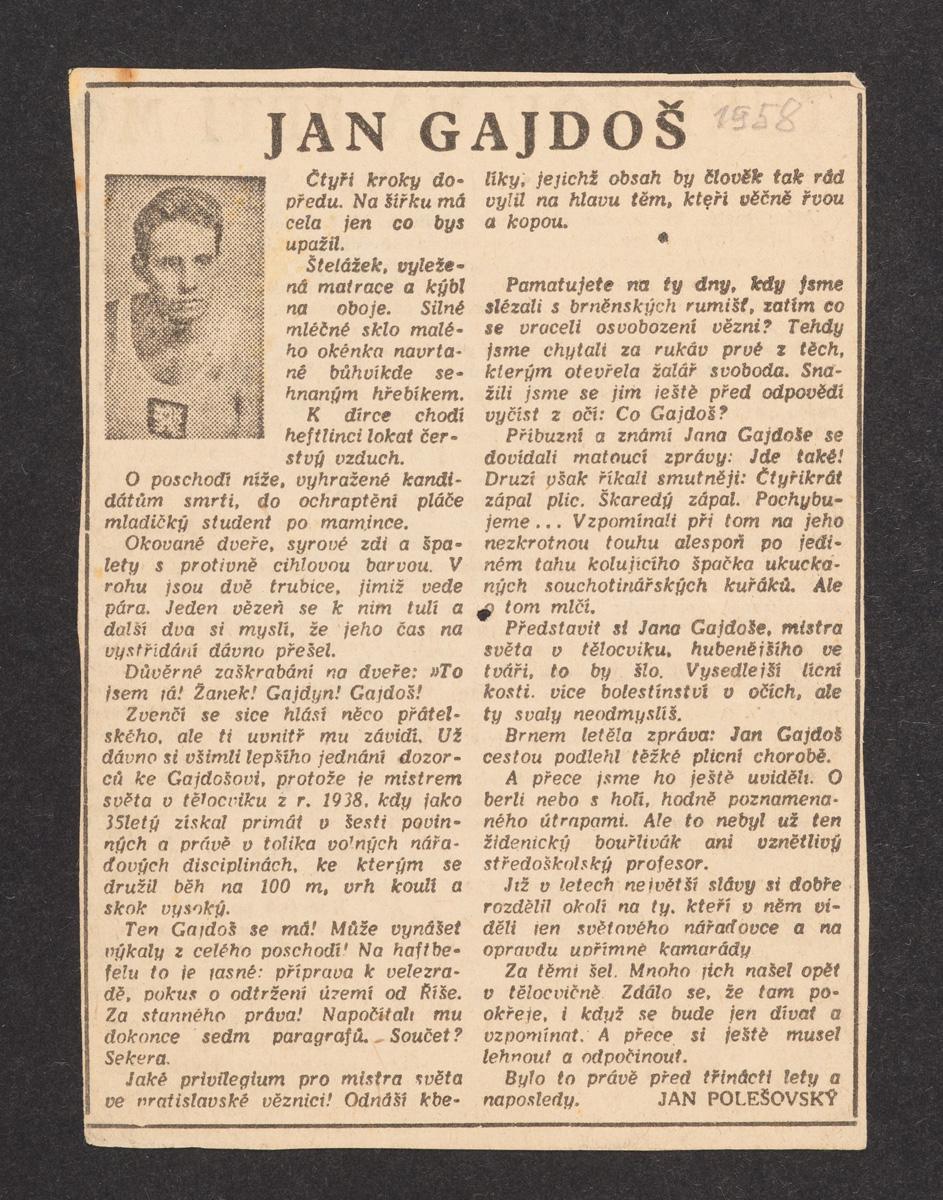 JAN GAJDOŠ
1958
Čtyři kroky do-
předu. Na šířku má
cela jen co bys
upažil.
Štelážek, vyleže-
ná matrace a kýbl
na oboje. Silné
mléčné sklo malé-
ho okénka navrta-
né bůhvíkde se-
hnaným hřebíkem.
K dírce chodí
heftlinci lokat čer-
stvý vzduch.
O poschodí níže, vyhražené kandi-
dátům smrti, do ochraptění pláče
mladičký student po mamince.
Okované dveře, syrové zdi a špa-
lety s protivně cihlovou barvou. V
rohu jsou dvě trubice, jimiž vede
pára. Jeden vězeň se k nim tulí a
další dva si myslí, že jeho čas na
vystřídání dávno přešel.
Důvěrné zaškrabání na dveře: »To
jsem já! Žanek! Gajdyn! Gajdoš!
Zvenčí se sice hlásí něco přátel-
ského, ale ti uvnitř mu závidí. Už
dávno si všimli lepšího jednání dozor-
ců ke Gajdošovi, protože je mistrem
světa v tělocviku z r. 1938, kdy jako
35letý získal primát v šesti povin-
ných a právě v tolika volných nářa-
ďových disciplinách, ke kterým se
družil běh na 100 m, vrh koulí a
skok vysoký.
Ten Gajdoš se má! Může vynášet
výkaly z celého poschodí! Na haftbe-
felu to je jasné: příprava k velezra-
dě, pokus o odtržení území od Říše.
Za stanného práva! Napočítali mu
dokonce sedm paragrafů. Součet?
Sekera.
Jaké privilegium pro mistra světa
ve vratislavské věznici! Odnáší kbe-
líky, jejichž obsah by člověk tak rád
vylil na hlavu těm, kteří věčně řvou
a kopou.
Pamatujete na ty dny, kdy jsme
slézali s brněnských rumišť, zatím co
se vraceli osvobození vězni? Tehdy
jsme chytali za rukáv prvé z těch,
kterým otevřela žalář svoboda. Sna-
žili jsme se jim ještě před odpovědí
vyčíst z očí: Co Gajdoš?
Příbuzní a známí Jana Gajdoše se
dovídali matoucí zprávy: Jde také!
Druzí však říkali smutněji: Čtyřikrát
zápal plic. Škaredý zápal. Pochybu-
jeme... Vzpomínali při tom na jeho
nezkrotnou touhu alespoň po jedi-
ném tahu kolujícího špačka ukucka-
ných souchotinářských kuřáků. Ale
o tom mlčí.
Představit si Jana Gajdoše, mistra
světa v tělocviku, hubenějšího ve
tváři, to by šlo. Vysedlejší lícní
kosti. více bolestínství v očích, ale
ty svaly neodmyslíš.
Brnem letěla zpráva: Jan Gajdoš
cestou podlehl těžké plicní chorobě.
A přece jsme ho ještě uviděli. O
berli nebo s holí, hodně poznamena-
ného útrapami. Ale to nebyl už ten
židenický bouřlivák ani vznětlivý
středoškolský profesor.
Již v letech největší slávy si dobře
rozdělil okolí na ty, kteří v něm vi-
děli jen světového nářaďovce a na
opravdu upřímné kamarády
Za těmi šel. Mnoho jich našel opět
v tělocvičně. Zdálo se, že tam po-
okřeje, i když se bude jen dívat a
vzpomínat. A přece si ještě musel
lehnout a odpočinout.
Bylo to právě před třinácti lety a
naposledy. JAN POLEŠOVSKÝ